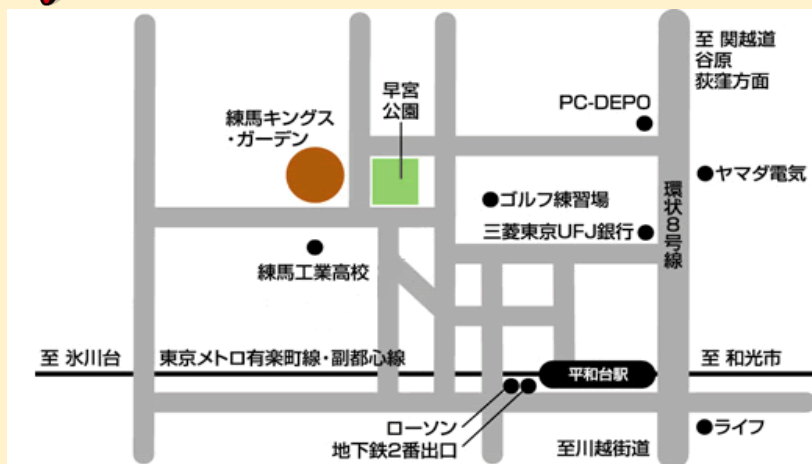 至 関越道
谷原
荻窪方面
早宮
公園
PC-DEPO
練馬キングス
・ガーデン
ヤマダ電気
ゴルフ練習場
環状8号線
三菱東京UFJ銀行
練馬工業高校
至 氷川台
東京メトロ有楽町線・副都心線
平和台駅
至 和光市
ローソン
地下鉄2番出口
至川越街道
ライフ